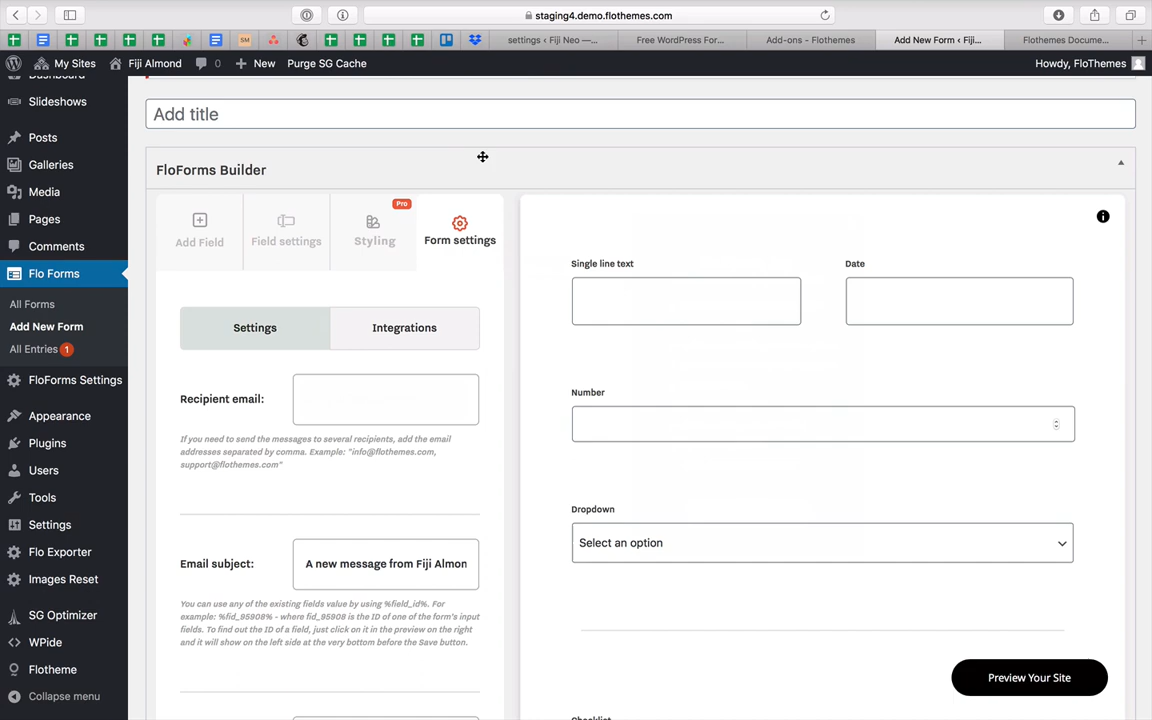 staging4.demo.flothemes.com
settings ‹ Fiji Neo —...
Free WordPress For...
Add-ons - Flothemes
Add New Form ‹ Fiji...
Flothemes Docume...
My Sites
Fiji Almond
0
New
Purge SG Cache
Howdy, FloThemes
Dashboard
Slideshows
Posts
Galleries
Media
Pages
Comments
Flo Forms
All Forms
Add New Form
All Entries 1
FloForms Settings
Appearance
Plugins
Users
Tools
Settings
Flo Exporter
Images Reset
SG Optimizer
WPide
Flotheme
Collapse menu
Add title
FloForms Builder
Add Field
Field settings
Pro
Styling
Form settings
Settings
Integrations
Recipient email:
If you need to send the messages to several recipients, add the email
addresses separated by comma. Example: "info@flothemes.com,
support@flothemes.com"
Email subject:
A new message from Fiji Almon
You can use any of the existing fields value by using %field_id%. For
example: %fid_95908% - where fid_95908 is the ID of one of the form's input
fields. To find out the ID of a field, just click on it in the preview on the right
and it will show on the left side at the very bottom before the Save button.
Single line text
Date
Number
Dropdown
Select an option
Preview Your Site
Checklist